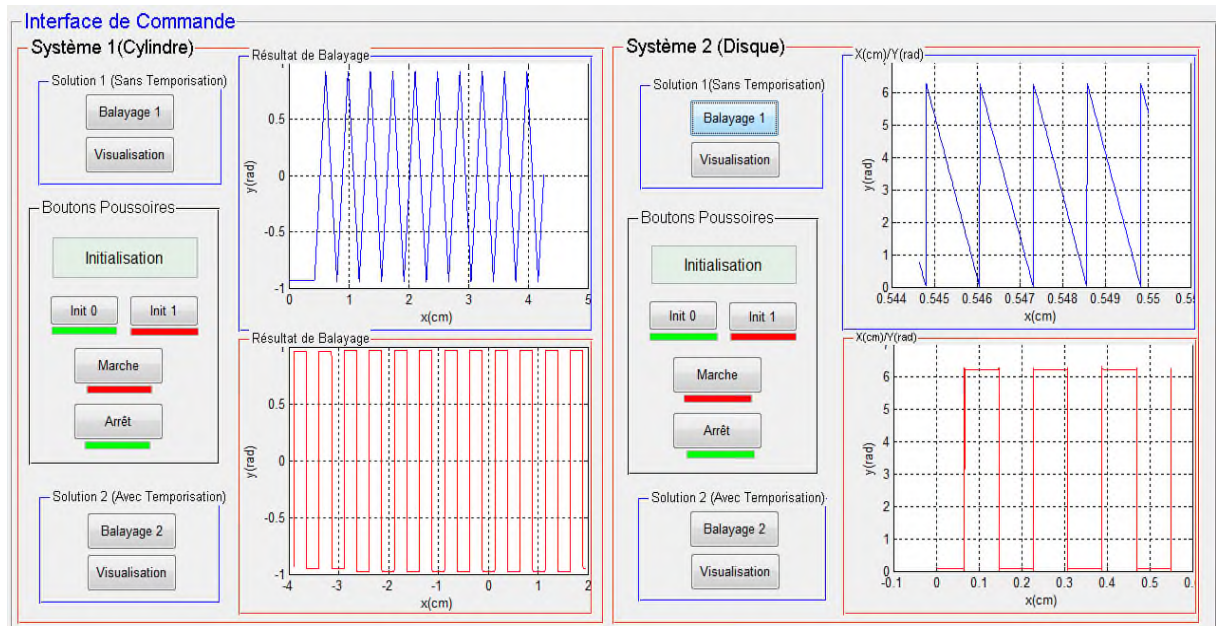 Interface de Commande
Système 1(Cylindre)
Solution 1 (Sans Temporisation)
Balayage 1
Visualisation
Boutons Poussoires
Initialisation
Init 0
Init 1
Marche
Arrêt
Solution 2 (Avec Temporisation)
Balayage 2
Visualisation
Résultat de Balayage
y(rad)
0.5
0
-0.5
-1
0 1 2 3 4 5
x(cm)
Résultat de Balayage
y(rad)
1
0.5
0
-0.5
-1
-4 -3 -2 -1 0 1 2
x(cm)
Système 2 (Disque)
Solution 1(Sans Temporisation)
Balayage 1
Visualisation
Boutons Poussoires
Initialisation
Init 0
Init 1
Marche
Arrêt
Solution 2 (Avec Temporisation)
Balayage 2
Visualisation
X(cm)/Y(rad)
y(rad)
6
5
4
3
2
1
0
0.544 0.545 0.546 0.547 0.548 0.549 0.55
x(cm)
X(cm)/Y(rad)
y(rad)
7
6
5
4
3
2
1
0
-0.1 0 0.1 0.2 0.3 0.4 0.5
x(cm)